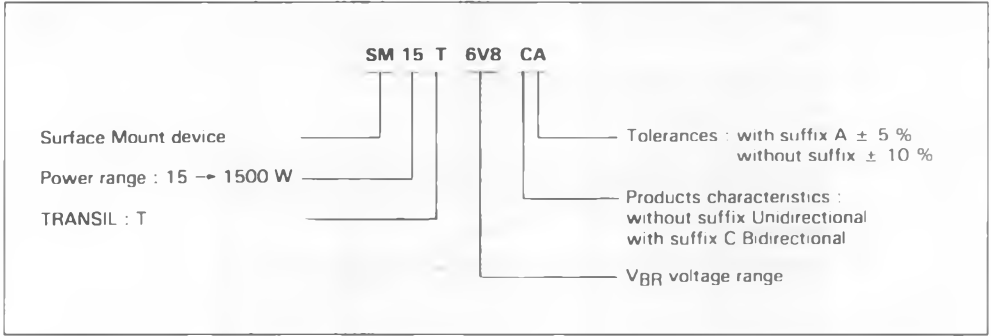 SM 15 T 6V8 CA
Surface Mount device
Power range : 15 → 1500 W
TRANSIL : T
Tolerances : with suffix A ± 5 %
without suffix ± 10 %
Products characteristics :
without suffix Unidirectional
with suffix C Bidirectional
VBR voltage range